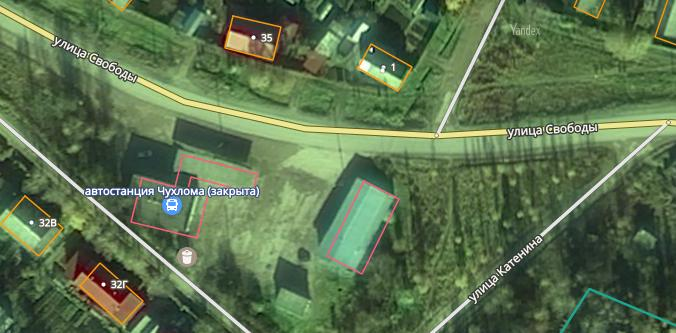 35
Yandex
1
улица Свободы
улица Свободы
автостанция Чухлома (закрыта)
32В
32Г
улица Катенина